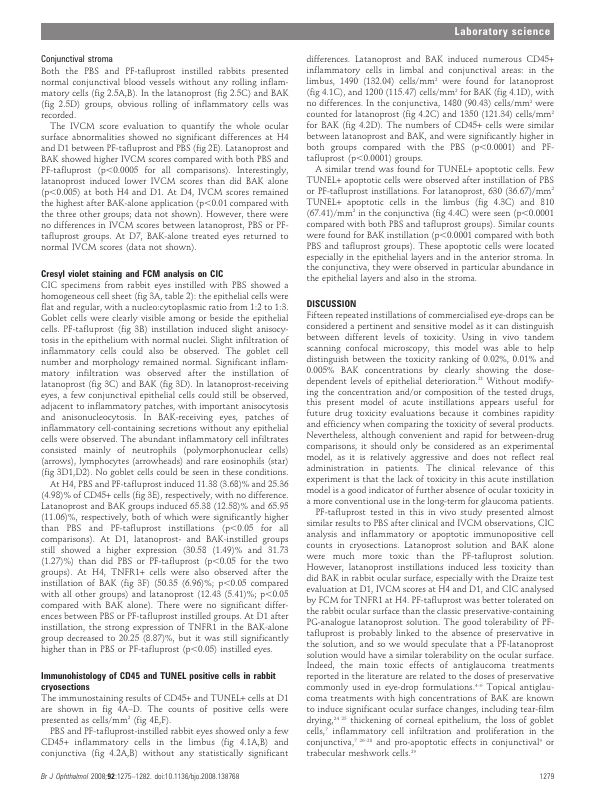 Laboratory science
Conjunctival stroma
Both the PBS and PF-tafluprost instilled rabbits presented
normal conjunctival blood vessels without any rolling inflam-
matory cells (fig 2.5A,B). In the latanoprost (fig 2.5C) and BAK
(fig 2.5D) groups, obvious rolling of inflammatory cells was
recorded.
The IVCM score evaluation to quantify the whole ocular
surface abnormalities showed no significant differences at H4
and D1 between PF-tafluprost and PBS (fig 2E). Latanoprost and
BAK showed higher IVCM scores compared with both PBS and
PF-tafluprost (p<0.0005 for all comparisons). Interestingly,
latanoprost induced lower IVCM scores than did BAK alone
(p<0.005) at both H4 and D1. At D4, IVCM scores remained
the highest after BAK-alone application (p<0.01 compared with
the three other groups; data not shown). However, there were
no differences in IVCM scores between latanoprost, PBS or PF-
tafluprost groups. At D7, BAK-alone treated eyes returned to
normal IVCM scores (data not shown).
Cresyl violet staining and FCM analysis on CIC
CIC specimens from rabbit eyes instilled with PBS showed a
homogeneous cell sheet (fig 3A, table 2): the epithelial cells were
flat and regular, with a nucleo:cytoplasmic ratio from 1:2 to 1:3.
Goblet cells were clearly visible among or beside the epithelial
cells. PF-tafluprost (fig 3B) instillation induced slight anisocy-
tosis in the epithelium with normal nuclei. Slight infiltration of
inflammatory cells could also be observed. The goblet cell
number and morphology remained normal. Significant inflam-
matory infiltration was observed after the instillation of
latanoprost (fig 3C) and BAK (fig 3D). In latanoprost-receiving
eyes, a few conjunctival epithelial cells could still be observed,
adjacent to inflammatory patches, with important anisocytosis
and anisonucleocytosis. In BAK-receiving eyes, patches of
inflammatory cell-containing secretions without any epithelial
cells were observed. The abundant inflammatory cell infiltrates
consisted mainly of neutrophils (polymorphonuclear cells)
(arrows), lymphocytes (arrowheads) and rare eosinophils (star)
(fig 3D1,D2). No goblet cells could be seen in these conditions.
At H4, PBS and PF-tafluprost induced 11.38 (3.68)% and 25.36
(4.98)% of CD45+ cells (fig 3E), respectively, with no difference.
Latanoprost and BAK groups induced 65.38 (12.58)% and 65.95
(11.06)%, respectively, both of which were significantly higher
than PBS and PF-tafluprost instillations (p<0.05 for all
comparisons). At D1, latanoprost- and BAK-instilled groups
still showed a higher expression (30.58 (1.49)% and 31.73
(1.27)%) than did PBS or PF-tafluprost (p<0.05 for the two
groups). At H4, TNFR1+ cells were also observed after the
instillation of BAK (fig 3F) (50.35 (6.96)%; p<0.05 compared
with all other groups) and latanoprost (12.43 (5.41)%; p<0.05
compared with BAK alone). There were no significant differ-
ences between PBS or PF-tafluprost instilled groups. At D1 after
instillation, the strong expression of TNFR1 in the BAK-alone
group decreased to 20.25 (8.87)%, but it was still significantly
higher than in PBS or PF-tafluprost (p<0.05) instilled eyes.
Immunohistology of CD45 and TUNEL positive cells in rabbit
cryosections
The immunostaining results of CD45+ and TUNEL+ cells at D1
are shown in fig 4A–D. The counts of positive cells were
presented as cells/mm² (fig 4E,F).
PBS and PF-tafluprost-instilled rabbit eyes showed only a few
CD45+ inflammatory cells in the limbus (fig 4.1A,B) and
conjunctiva (fig 4.2A,B) without any statistically significant
differences. Latanoprost and BAK induced numerous CD45+
inflammatory cells in limbal and conjunctival areas: in the
limbus, 1490 (132.04) cells/mm² were found for latanoprost
(fig 4.1C), and 1200 (115.47) cells/mm² for BAK (fig 4.1D), with
no differences. In the conjunctiva, 1480 (90.43) cells/mm² were
counted for latanoprost (fig 4.2C) and 1350 (121.34) cells/mm²
for BAK (fig 4.2D). The numbers of CD45+ cells were similar
between latanoprost and BAK, and were significantly higher in
both groups compared with the PBS (p<0.0001) and PF-
tafluprost (p<0.0001) groups.
A similar trend was found for TUNEL+ apoptotic cells. Few
TUNEL+ apoptotic cells were observed after instillation of PBS
or PF-tafluprost instillations. For latanoprost, 630 (36.67)/mm²
TUNEL+ apoptotic cells in the limbus (fig 4.3C) and 810
(67.41)/mm² in the conjunctiva (fig 4.4C) were seen (p<0.0001
compared with both PBS and tafluprost groups). Similar counts
were found for BAK instillation (p<0.0001 compared with both
PBS and tafluprost groups). These apoptotic cells were located
especially in the epithelial layers and in the anterior stroma. In
the conjunctiva, they were observed in particular abundance in
the epithelial layers and also in the stroma.
DISCUSSION
Fifteen repeated instillations of commercialised eye-drops can be
considered a pertinent and sensitive model as it can distinguish
between different levels of toxicity. Using in vivo tandem
scanning confocal microscopy, this model was able to help
distinguish between the toxicity ranking of 0.02%, 0.01% and
0.005% BAK concentrations by clearly showing the dose-
dependent levels of epithelial deterioration.²¹ Without modify-
ing the concentration and/or composition of the tested drugs,
this present model of acute instillations appears useful for
future drug toxicity evaluations because it combines rapidity
and efficiency when comparing the toxicity of several products.
Nevertheless, although convenient and rapid for between-drug
comparisons, it should only be considered as an experimental
model, as it is relatively aggressive and does not reflect real
administration in patients. The clinical relevance of this
experiment is that the lack of toxicity in this acute instillation
model is a good indicator of further absence of ocular toxicity in
a more conventional use in the long-term for glaucoma patients.
PF-tafluprost tested in this in vivo study presented almost
similar results to PBS after clinical and IVCM observations, CIC
analysis and inflammatory or apoptotic immunopositive cell
counts in cryosections. Latanoprost solution and BAK alone
were much more toxic than the PF-tafluprost solution.
However, latanoprost instillations induced less toxicity than
did BAK in rabbit ocular surface, especially with the Draize test
evaluation at D1, IVCM scores at H4 and D1, and CIC analysed
by FCM for TNFR1 at H4. PF-tafluprost was better tolerated on
the rabbit ocular surface than the classic preservative-containing
PG-analogue latanoprost solution. The good tolerability of PF-
tafluprost is probably linked to the absence of preservative in
the solution, and so we would speculate that a PF-latanoprost
solution would have a similar tolerability on the ocular surface.
Indeed, the main toxic effects of antiglaucoma treatments
reported in the literature are related to the doses of preservative
commonly used in eye-drop formulations.⁴⁻⁶ Topical antiglau-
coma treatments with high concentrations of BAK are known
to induce significant ocular surface changes, including tear-film
drying,²⁴ ²⁵ thickening of corneal epithelium, the loss of goblet
cells,⁷ inflammatory cell infiltration and proliferation in the
conjunctiva,⁷ ²⁶⁻²⁸ and pro-apoptotic effects in conjunctival⁹ or
trabecular meshwork cells.²⁹
Br J Ophthalmol 2008;92:1275–1282. doi:10.1136/bjo.2008.138768
1279